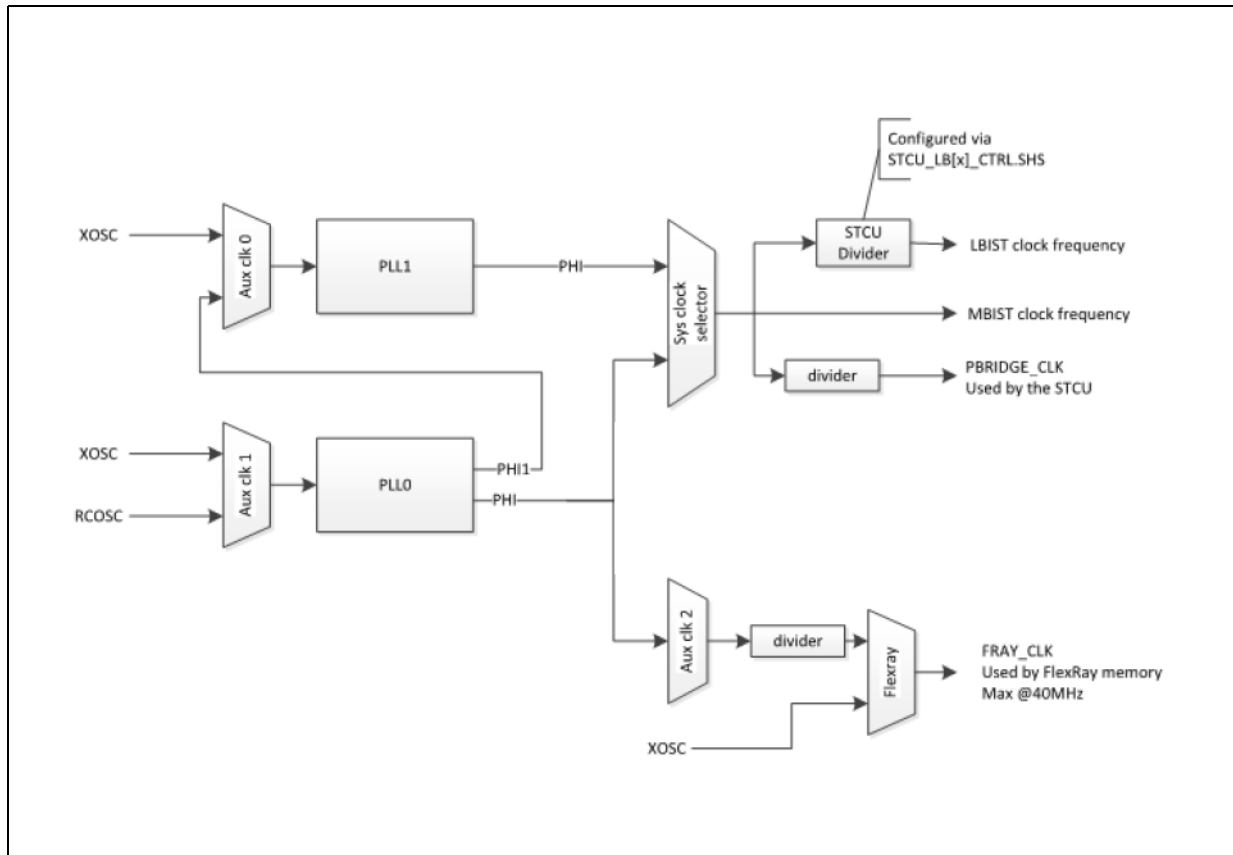 Configured via
STCU_LB[x]_CTRL.SHS
XOSC
Aux clk 0
PLL1
PHI
Sys clock
selector
STCU
Divider
LBIST clock frequency
MBIST clock frequency
divider
PBRIDGE_CLK
Used by the STCU
XOSC
RCOSC
Aux clk 1
PLL0
PHI1
PHI
Aux clk 2
divider
Flexray
FRAY_CLK
Used by FlexRay memory
Max @40MHz
XOSC